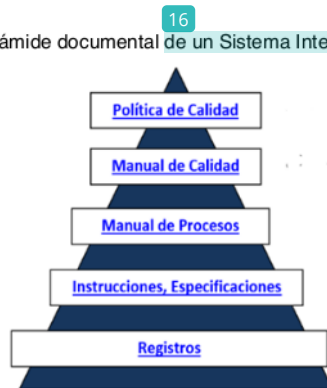 16
ámide documental de un Sistema Inte
Política de Calidad
Manual de Calidad
Manual de Procesos
Instrucciones, Especificaciones
Registros